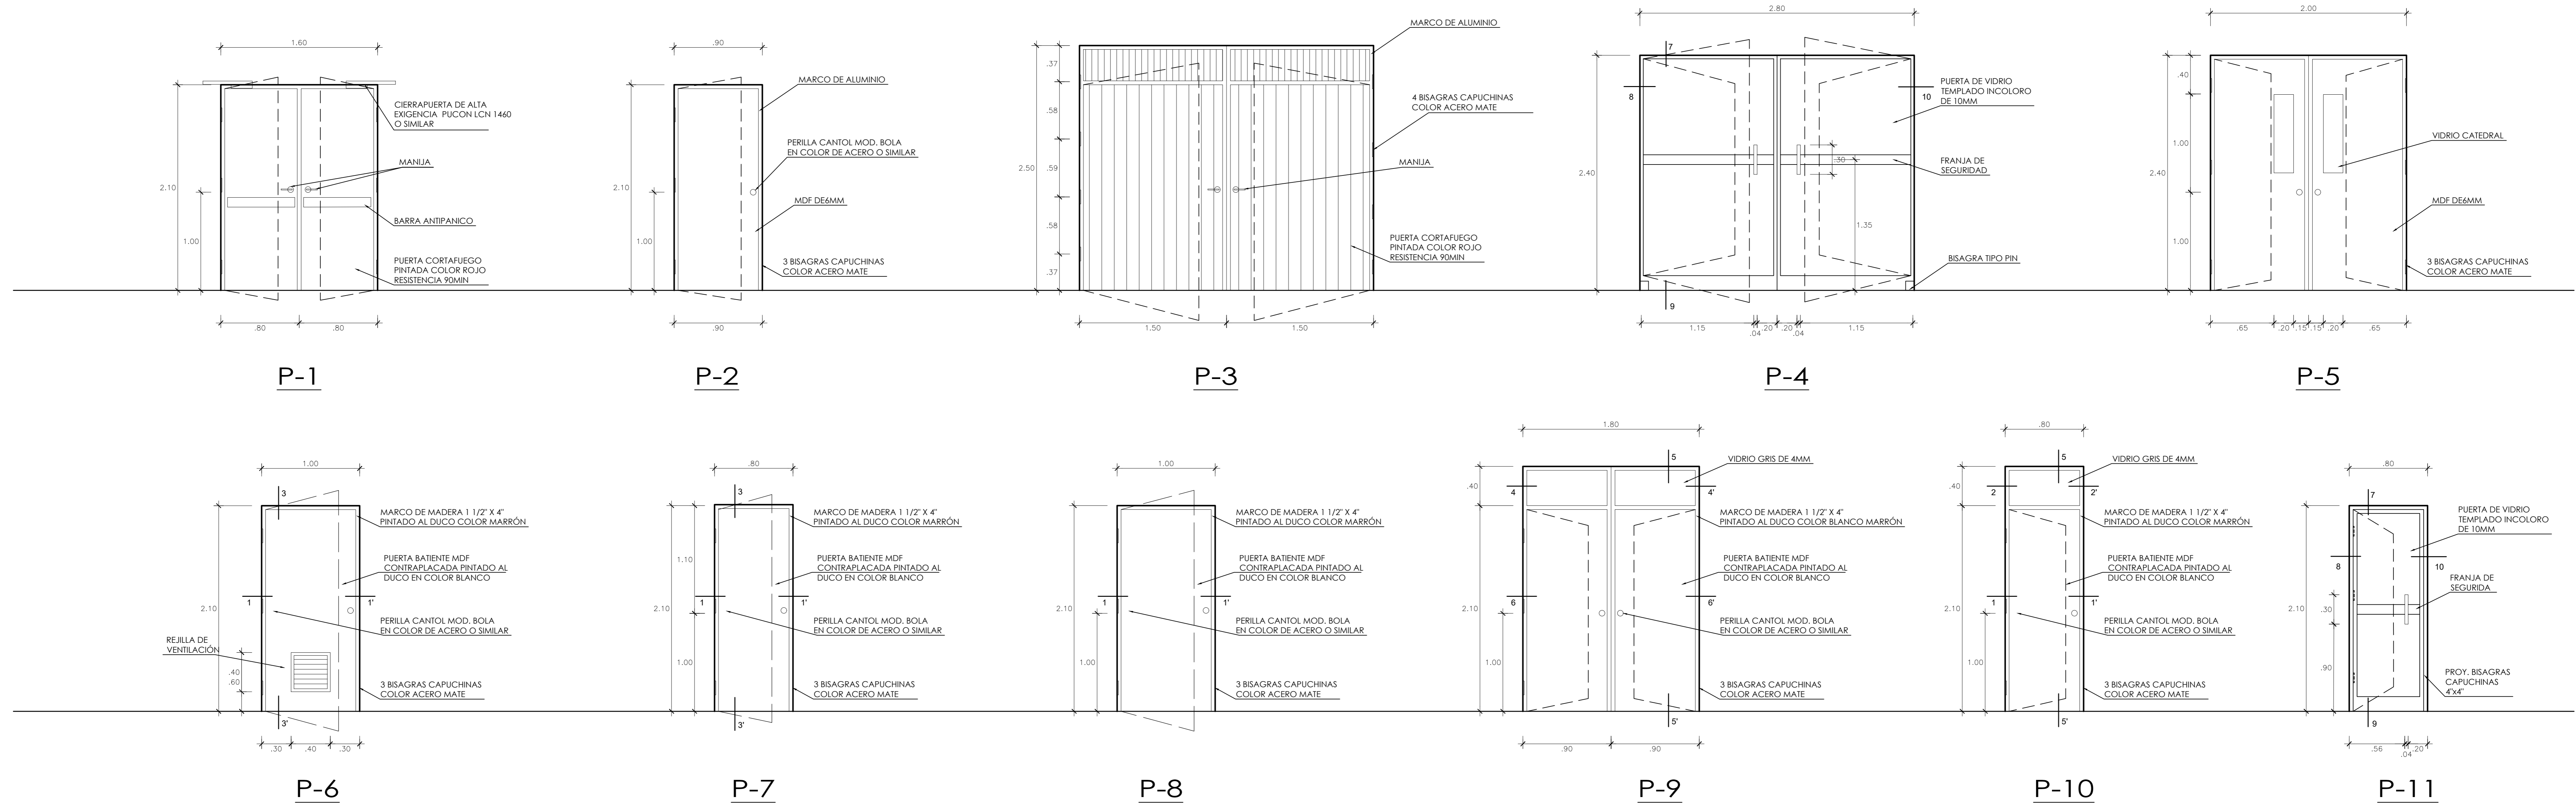 1.60
CIERRAPUERTA DE ALTA
EXIGENCIA PUCON LCN 1460
O SIMILAR
MANIJA
2.10
BARRA ANTIPANICO
1.00
PUERTA CORTAFUEGO
PINTADA COLOR ROJO
RESISTENCIA 90MIN
.80
.80
P-1
.90
MARCO DE ALUMINIO
PERILLA CANTOL MOD. BOLA
EN COLOR DE ACERO O SIMILAR
2.10
MDF DE6MM
1.00
3 BISAGRAS CAPUCHINAS
COLOR ACERO MATE
.90
P-2
MARCO DE ALUMINIO
.37
4 BISAGRAS CAPUCHINAS
COLOR ACERO MATE
.58
2.50
.59
MANIJA
.58
PUERTA CORTAFUEGO
PINTADA COLOR ROJO
RESISTENCIA 90MIN
.37
1.50
1.50
P-3
2.80
7
PUERTA DE VIDRIO
TEMPLADO INCOLORO
DE 10MM
8
10
2.40
.30
FRANJA DE
SEGURIDAD
1.35
BISAGRA TIPO PIN
9
1.15
.04
.20
.20
.04
1.15
P-4
2.00
.40
VIDRIO CATEDRAL
1.00
2.40
MDF DE6MM
1.00
3 BISAGRAS CAPUCHINAS
COLOR ACERO MATE
.65
.20
.15
.15
.20
.65
P-5
1.00
3
MARCO DE MADERA 1 1/2" X 4"
PINTADO AL DUCO COLOR MARRÓN
PUERTA BATIENTE MDF
CONTRAPLACADA PINTADO AL
DUCO EN COLOR BLANCO
1
1'
2.10
PERILLA CANTOL MOD. BOLA
EN COLOR DE ACERO O SIMILAR
REJILLA DE
VENTILACIÓN
.40
.60
3 BISAGRAS CAPUCHINAS
COLOR ACERO MATE
3'
.30
.40
.30
P-6
.80
3
MARCO DE MADERA 1 1/2" X 4"
PINTADO AL DUCO COLOR MARRÓN
1.10
PUERTA BATIENTE MDF
CONTRAPLACADA PINTADO AL
DUCO EN COLOR BLANCO
1
1'
2.10
PERILLA CANTOL MOD. BOLA
EN COLOR DE ACERO O SIMILAR
1.00
3 BISAGRAS CAPUCHINAS
COLOR ACERO MATE
3'
P-7
1.00
MARCO DE MADERA 1 1/2" X 4"
PINTADO AL DUCO COLOR MARRÓN
PUERTA BATIENTE MDF
CONTRAPLACADA PINTADO AL
DUCO EN COLOR BLANCO
1
1'
2.10
PERILLA CANTOL MOD. BOLA
EN COLOR DE ACERO O SIMILAR
1.00
3 BISAGRAS CAPUCHINAS
COLOR ACERO MATE
P-8
1.80
5
VIDRIO GRIS DE 4MM
.40
4
4'
MARCO DE MADERA 1 1/2" X 4"
PINTADO AL DUCO COLOR BLANCO MARRÓN
PUERTA BATIENTE MDF
CONTRAPLACADA PINTADO AL
DUCO EN COLOR BLANCO
6
6'
2.10
PERILLA CANTOL MOD. BOLA
EN COLOR DE ACERO O SIMILAR
1.00
3 BISAGRAS CAPUCHINAS
COLOR ACERO MATE
5'
.90
.90
P-9
.80
5
VIDRIO GRIS DE 4MM
.40
2
2'
MARCO DE MADERA 1 1/2" X 4"
PINTADO AL DUCO COLOR MARRÓN
PUERTA BATIENTE MDF
CONTRAPLACADA PINTADO AL
DUCO EN COLOR BLANCO
1
1'
2.10
PERILLA CANTOL MOD. BOLA
EN COLOR DE ACERO O SIMILAR
1.00
3 BISAGRAS CAPUCHINAS
COLOR ACERO MATE
5'
P-10
.80
7
PUERTA DE VIDRIO
TEMPLADO INCOLORO
DE 10MM
8
10
FRANJA DE
SEGURIDA
2.10
.30
.90
PROY. BISAGRAS
CAPUCHINAS
4"x4"
9
.56
.04
.20
P-11